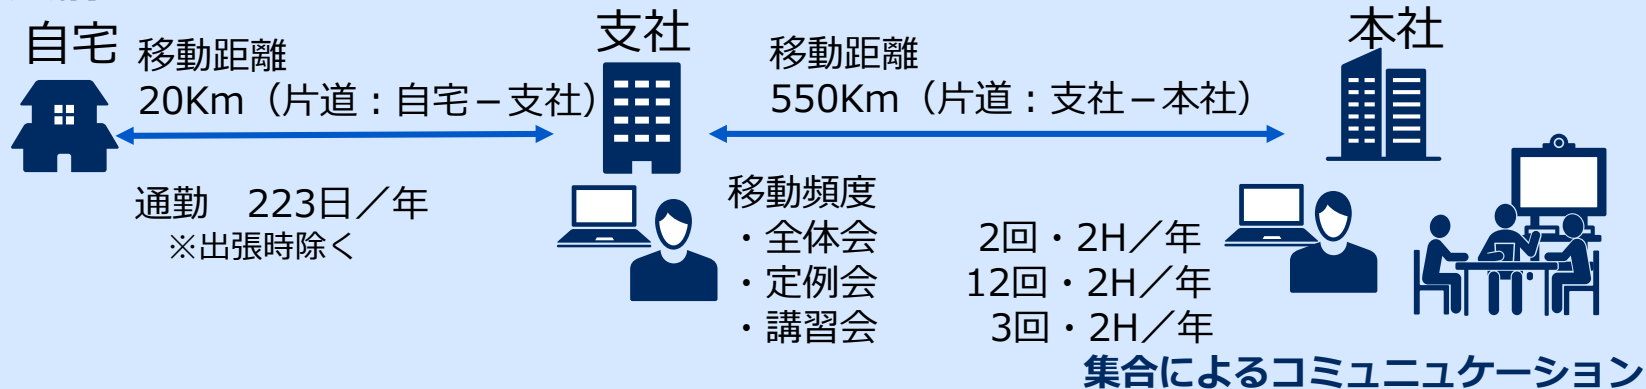 自宅
移動距離
20Km（片道：自宅－支社）
通勤　223日／年
※出張時除く
支社
移動距離
550Km（片道：支社－本社）
移動頻度
・全体会　2回・2H／年
・定例会　12回・2H／年
・講習会　3回・2H／年
本社
集合によるコミュニュケーション